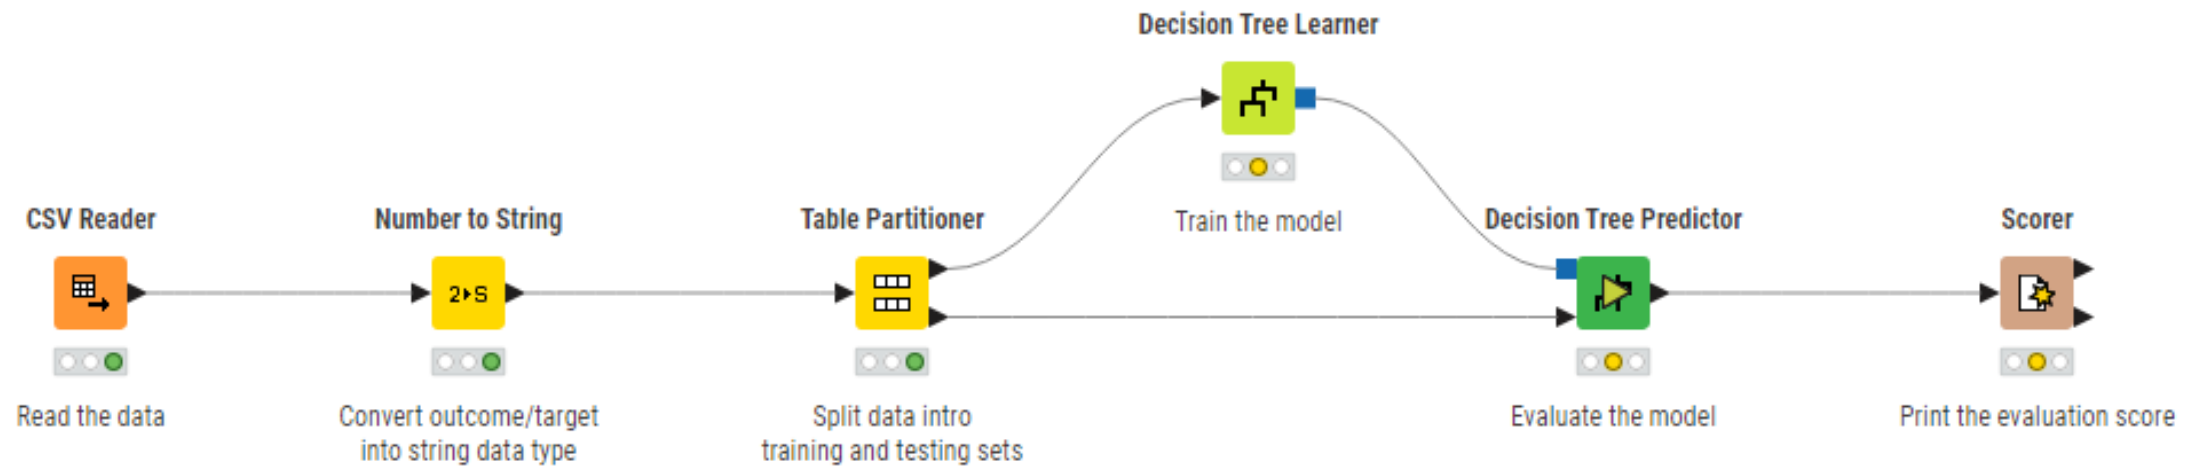 Decision Tree Learner
Train the model
CSV Reader
Read the data
Number to String
2▸S
Convert outcome/target
into string data type
Table Partitioner
Split data intro
training and testing sets
Decision Tree Predictor
Evaluate the model
Scorer
Print the evaluation score